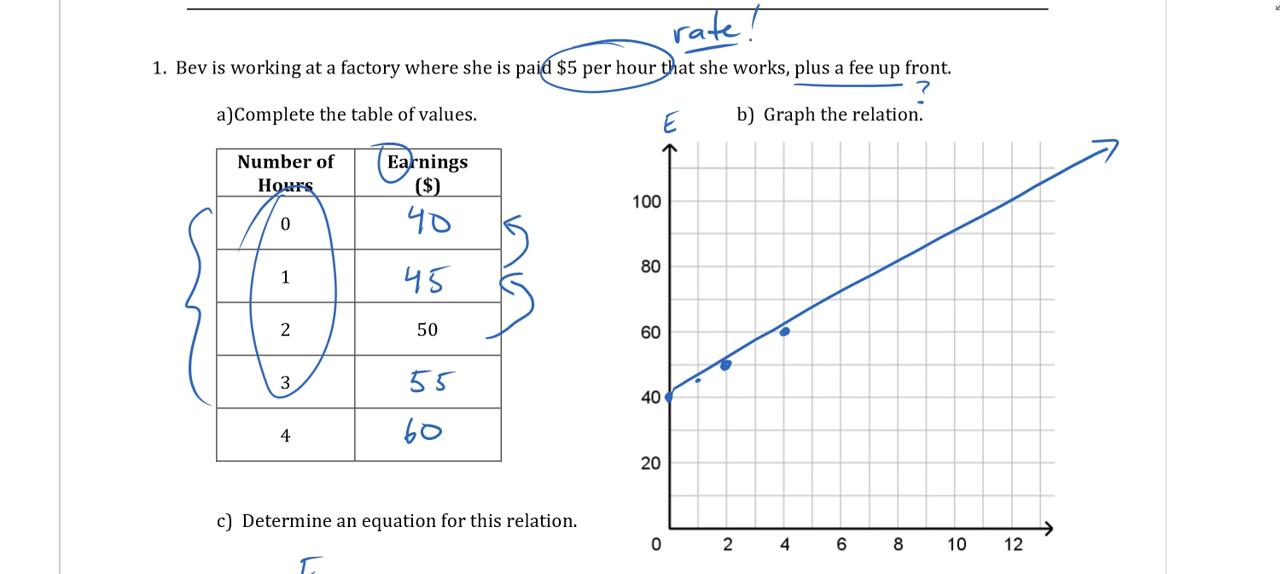 rate!
1. Bev is working at a factory where she is paid $5 per hour that she works, plus a fee up front.
?
a)Complete the table of values.
E
b) Graph the relation.
Number of Hours
Earnings ($)
0
40
1
45
2
50
3
55
4
60
100
80
60
40
20
0 2 4 6 8 10 12
c) Determine an equation for this relation.